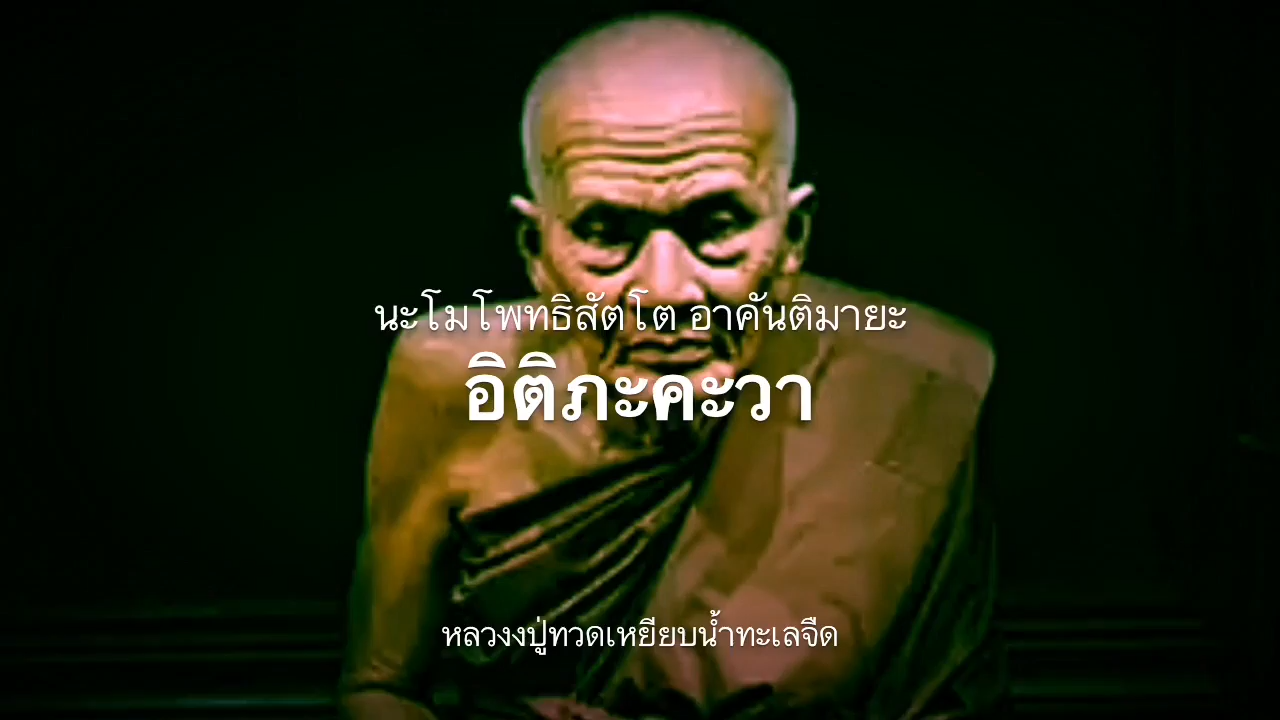 นะโมโพทธิสัตโต อาคันติมายะ
อิติภะคะวา
หลวงงปู่ทวดเหยียบน้ำทะเลจืด